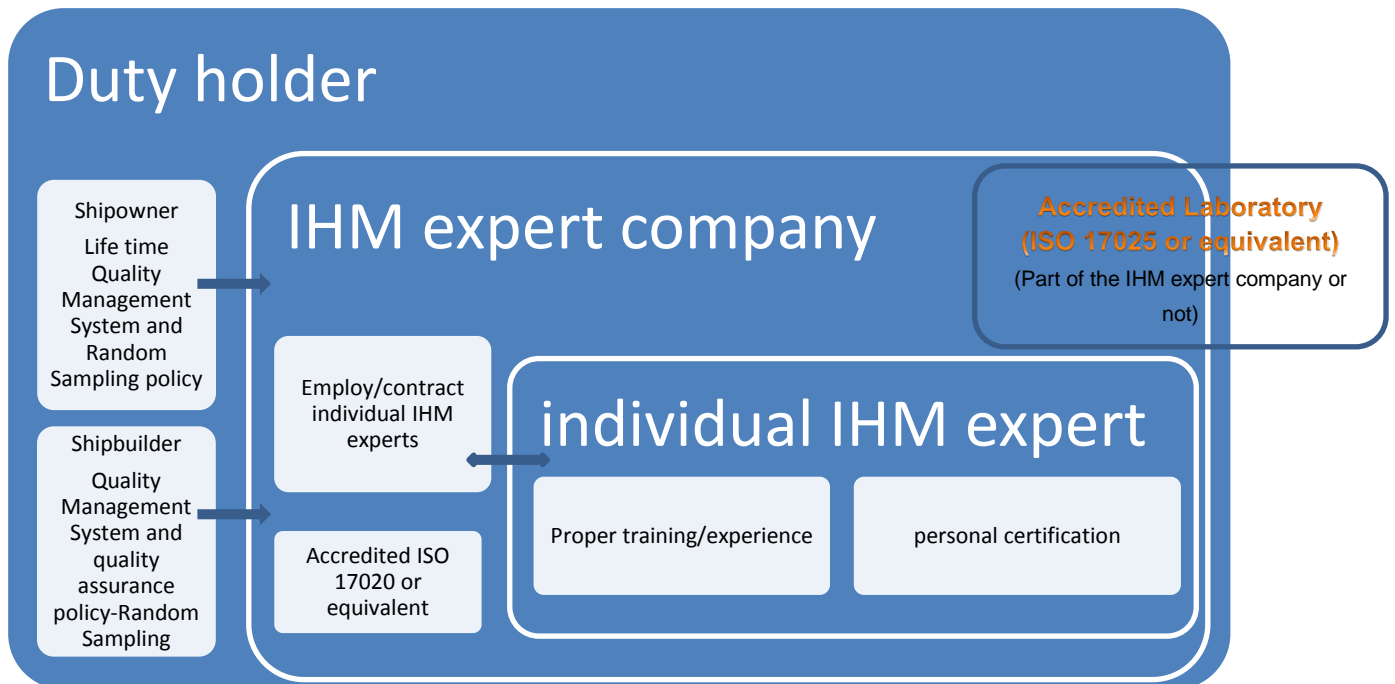 Duty holder
Shipowner
Life time
Quality
Management
System and
Random
Sampling policy
Shipbuilder
Quality
Management
System and
quality
assurance
policy-Random
Sampling
IHM expert company
Employ/contract
individual IHM
experts
Accredited ISO
17020 or
equivalent
individual IHM expert
Proper training/experience
personal certification
Accredited Laboratory
(ISO 17025 or equivalent)
(Part of the IHM expert company or
not)